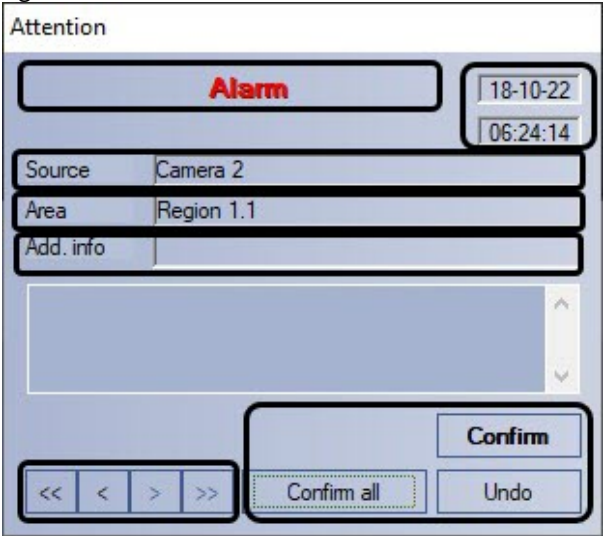 Attention
Alarm
18-10-22
06:24:14
Source Camera 2
Area Region 1.1
Add. info
Confirm
<< < > >> Confirm all Undo